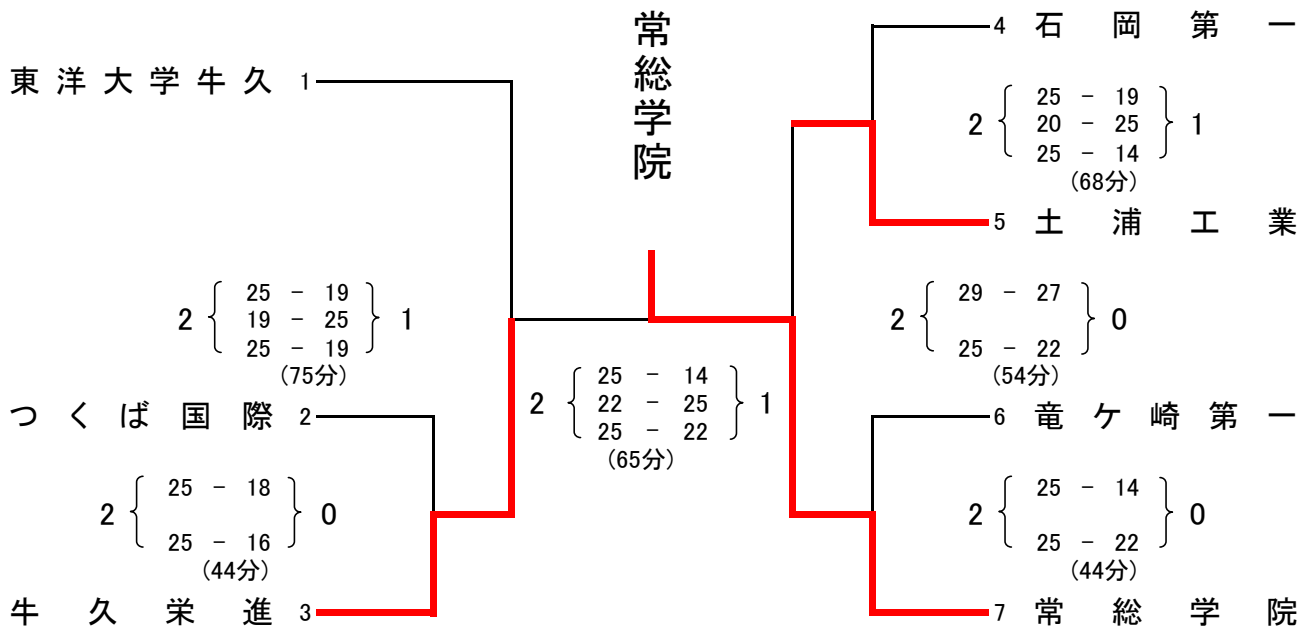 常総学院
東洋大学牛久 1
2 25 - 19 1
19 - 25
25 - 19
(75分)
つくば国際 2
2 25 - 18 0
25 - 16
(44分)
牛久栄進 3
2 25 - 14 1
22 - 25
25 - 22
(65分)
4 石岡第一
2 25 - 19 1
20 - 25
25 - 14
(68分)
5 土浦工業
2 29 - 27 0
25 - 22
(54分)
6 竜ケ崎第一
2 25 - 14 0
25 - 22
(44分)
7 常総学院